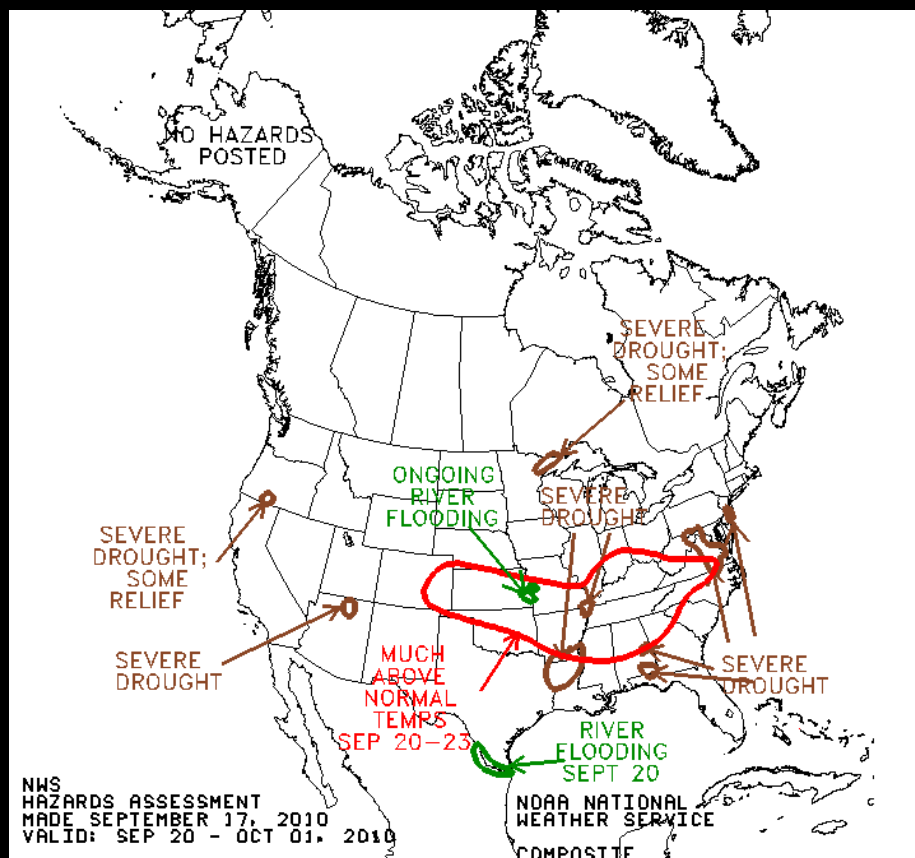 NO HAZARDS
POSTED
SEVERE
DROUGHT;
SOME
RELIEF
ONGOING
RIVER
FLOODING
SEVERE
DROUGHT
SEVERE
DROUGHT;
SOME
RELIEF
SEVERE
DROUGHT
MUCH
ABOVE
NORMAL
TEMPS
SEP 20-23
SEVERE
DROUGHT
RIVER
FLOODING
SEPT 20
NWS
HAZARDS ASSESSMENT
MADE SEPTEMBER 17, 2010
VALID: SEP 20 - OCT 01, 2010
NOAA NATIONAL
WEATHER SERVICE
COMPOSITE